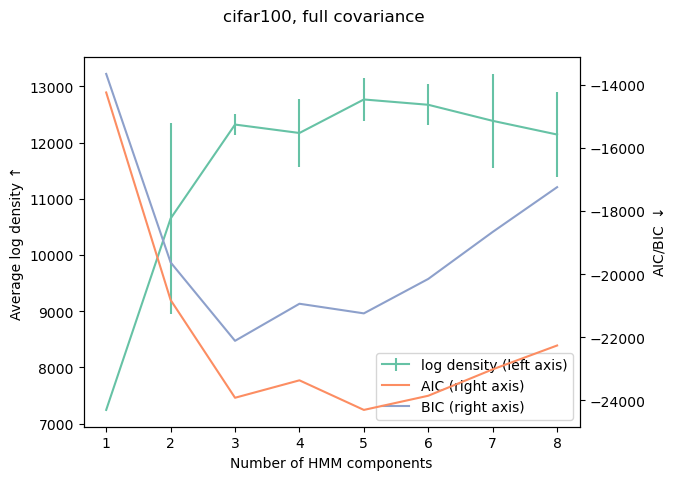 cifar100, full covariance
Average log density ↑
13000
12000
11000
10000
9000
8000
7000
−14000
−16000
−18000
−20000
−22000
−24000
AIC/BIC ↓
log density (left axis)
AIC (right axis)
BIC (right axis)
1 2 3 4 5 6 7 8
Number of HMM components